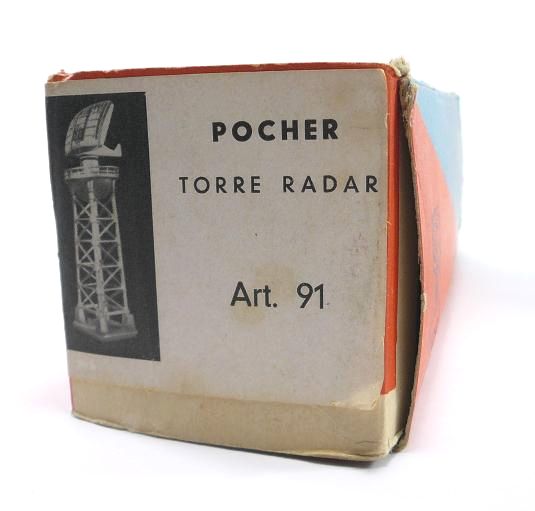 POCHER
TORRE RADAR
Art. 91